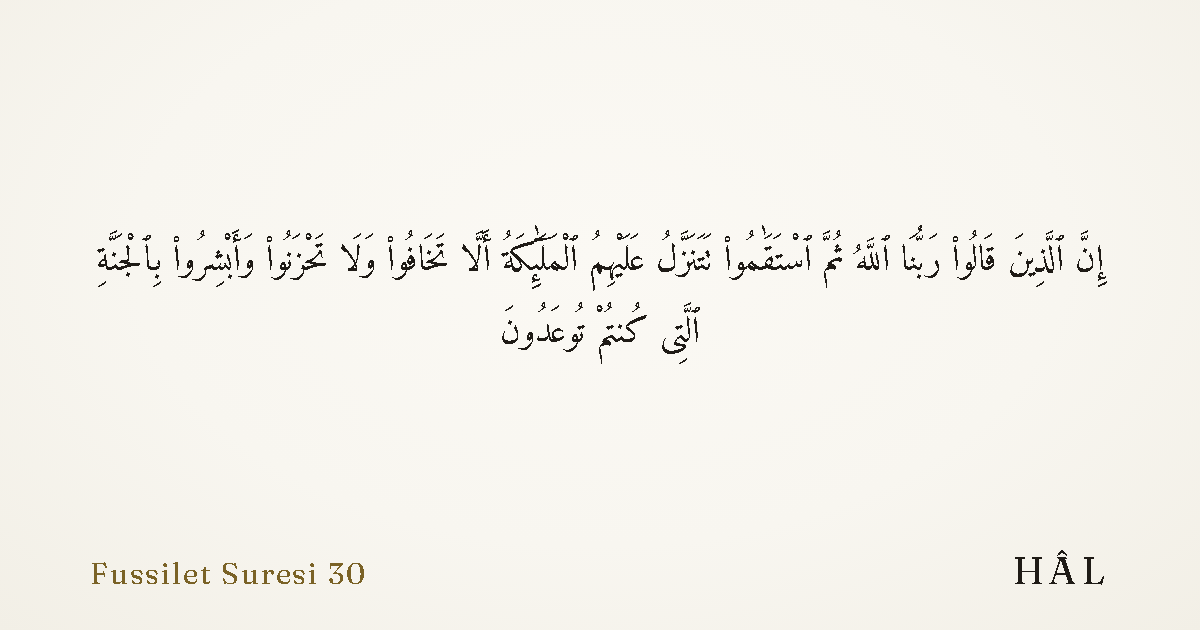 إِنَّ ٱلَّذِينَ قَالُوا۟ رَبُّنَا ٱللَّهُ ثُمَّ ٱسْتَقَٰمُوا۟ تَتَنَزَّلُ عَلَيْهِمُ ٱلْمَلَٰٓئِكَةُ أَلَّا تَخَافُوا۟ وَلَا تَحْزَنُوا۟ وَأَبْشِرُوا۟ بِٱلْجَنَّةِ
ٱلَّتِى كُنتُمْ تُوعَدُونَ
Fussilet Suresi 30
HÂL